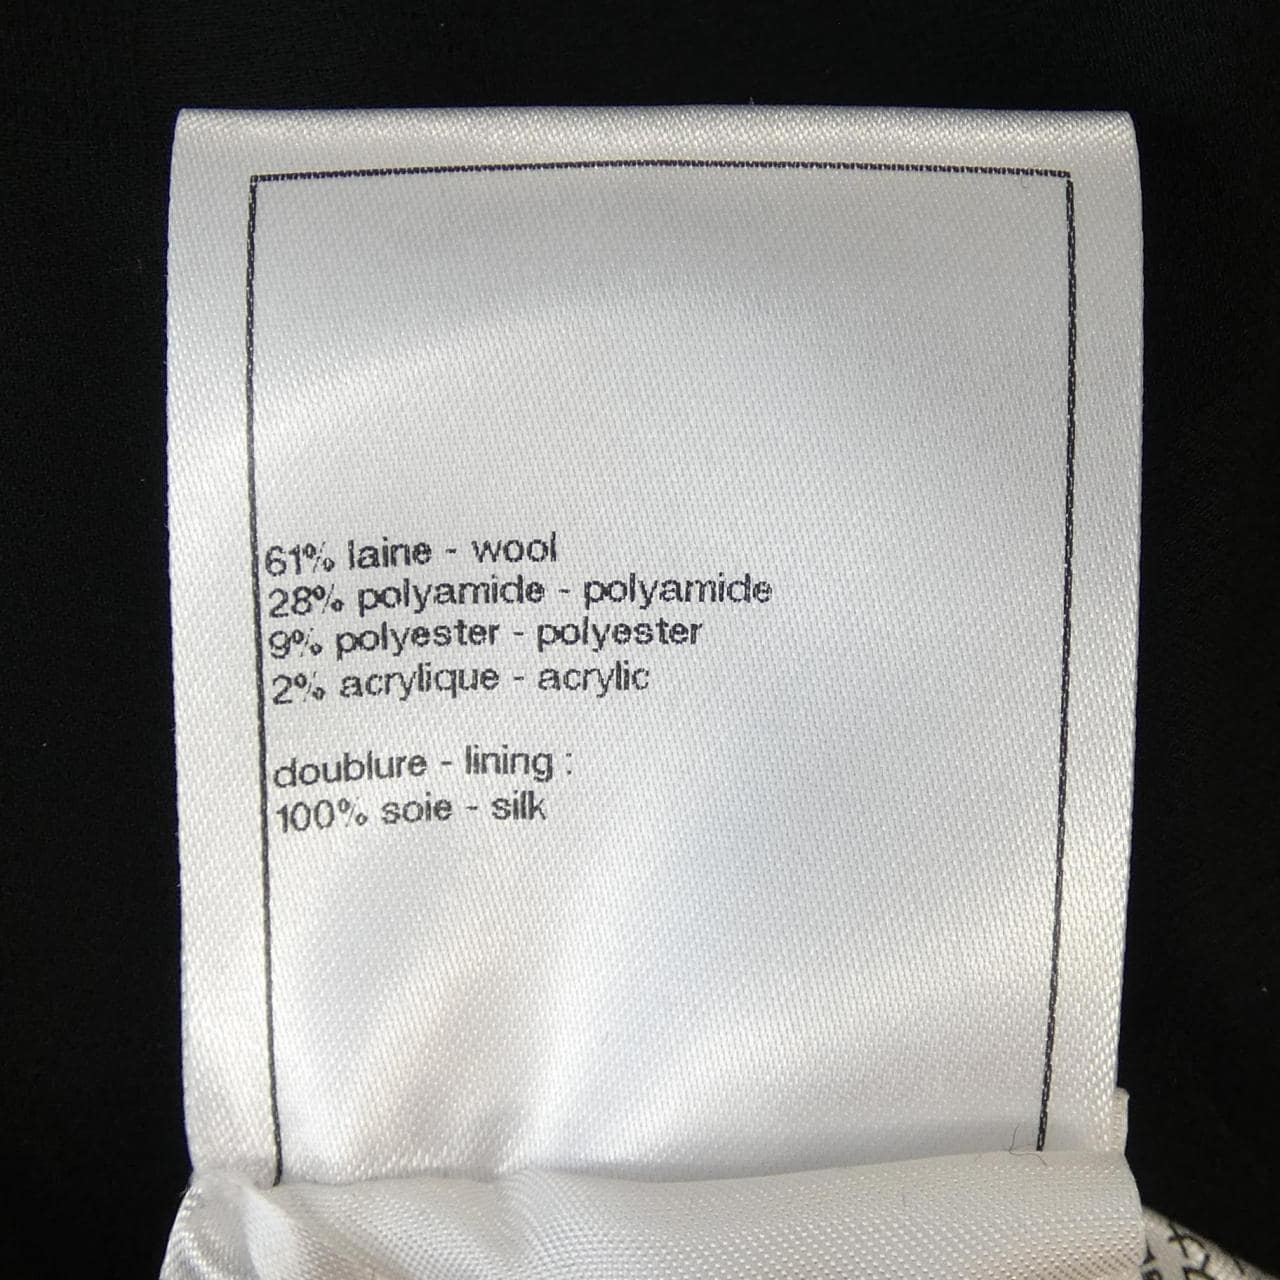 61% laine - wool
28% polyamide - polyamide
9% polyester - polyester
2% acrylique - acrylic
doublure - lining :
100% soie - silk